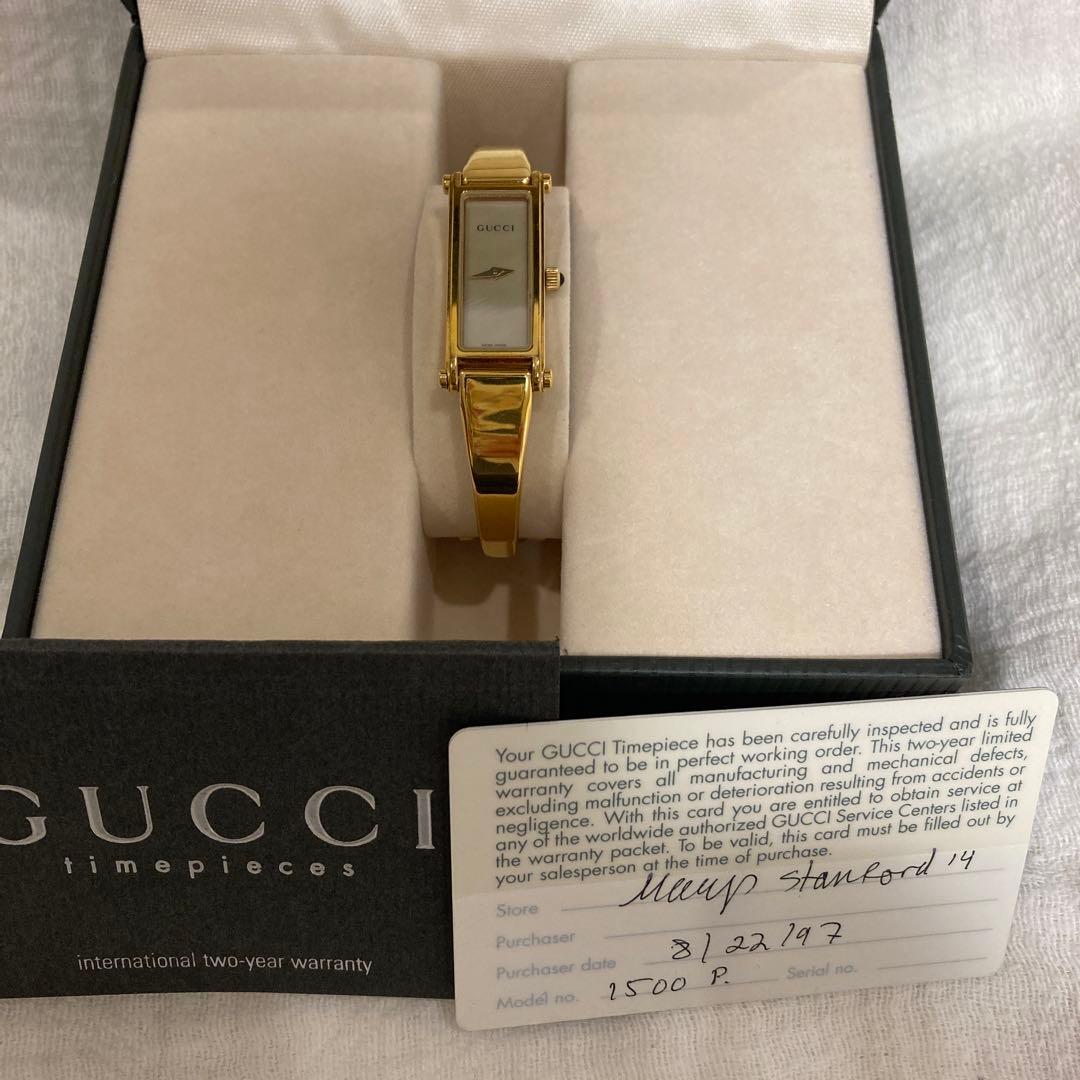 GUCCI
GUCCI
timepieces
international two-year warranty
Your GUCCI Timepiece has been carefully inspected and is fully
guaranteed to be in perfect working order. This two-year limited
warranty covers all manufacturing and mechanical defects,
excluding malfunction or deterioration resulting from accidents or
negligence. With this card you are entitled to obtain service at
any of the worldwide authorized GUCCI Service Centers listed in
the warranty packet. To be valid, this card must be filled out by
your salesperson at the time of purchase.
Store Stanford '14
Purchaser
Purchaser date 8/22/97
Model no. 1500 P. Serial no.